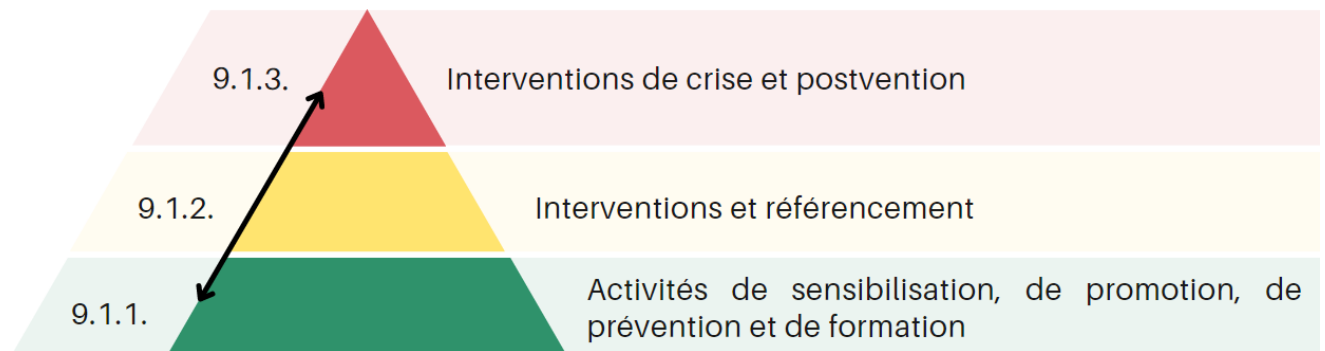 9.1.3. Interventions de crise et postvention
9.1.2. Interventions et référencement
9.1.1. Activités de sensibilisation, de promotion, de
prévention et de formation